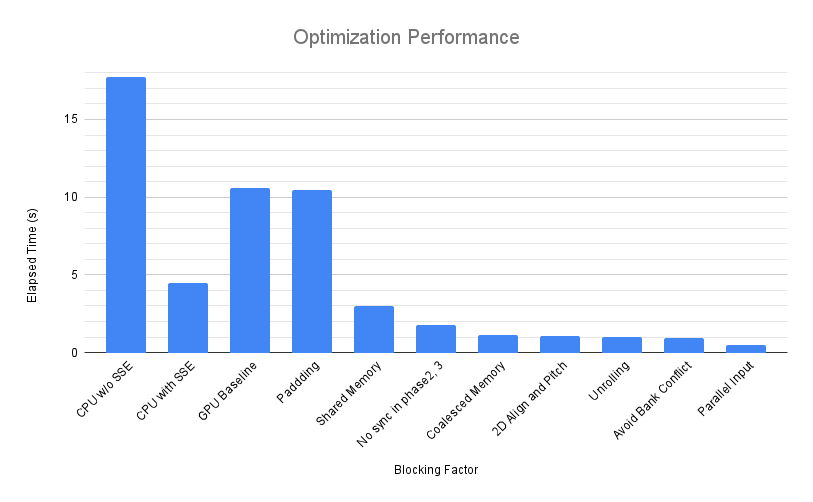 Optimization Performance
Elapsed Time (s)
15
10
5
0
CPU w/o SSE
CPU with SSE
GPU Baseline
Paddding
Shared Memory
No sync in phase2, 3
Coalesced Memory
2D Align and Pitch
Unrolling
Avoid Bank Conflict
Parallel Input
Blocking Factor